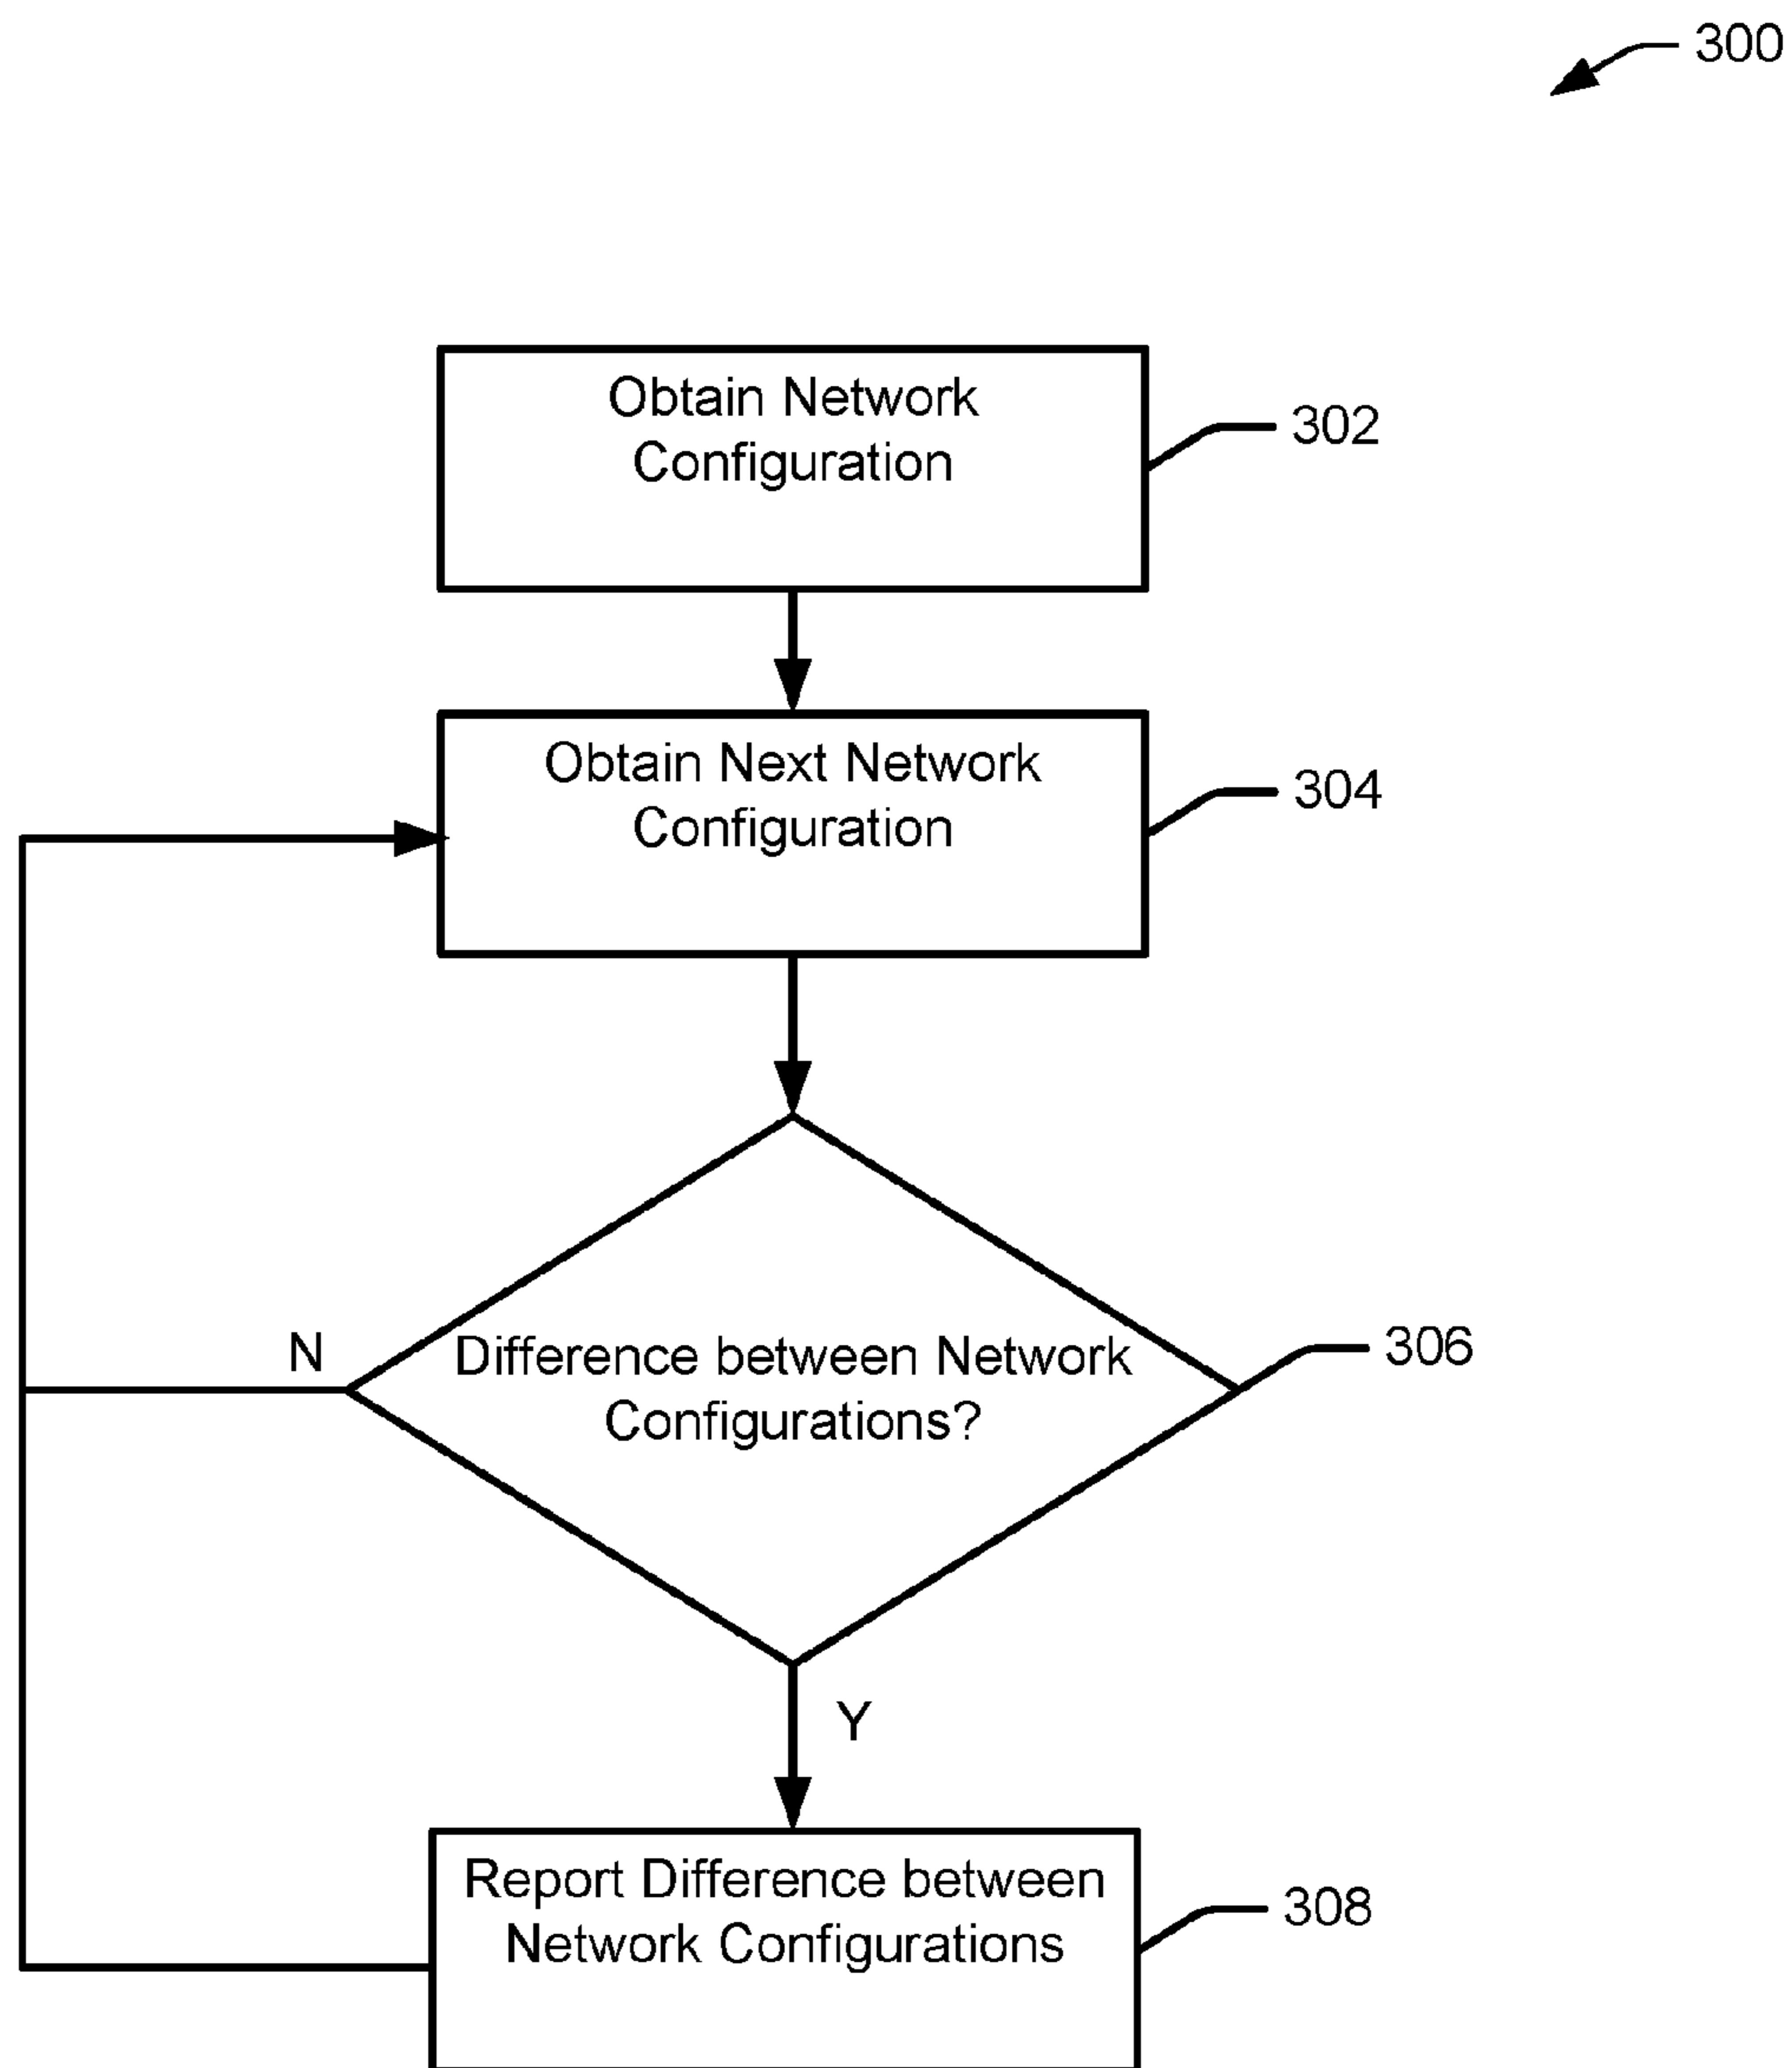 300
Obtain Network
Configuration
302
Obtain Next Network
Configuration
304
N
Difference between Network
Configurations?
306
Y
Report Difference between
Network Configurations
308